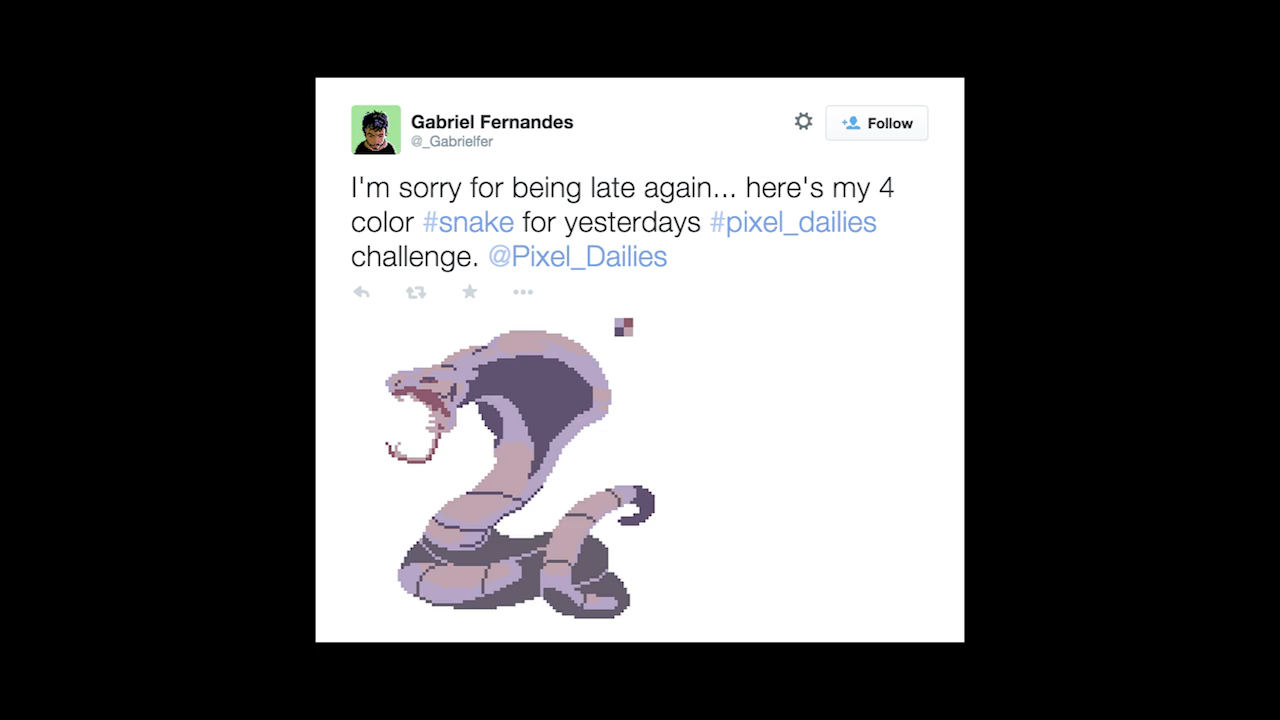 Gabriel Fernandes
@_Gabrielfer
Follow
I'm sorry for being late again... here's my 4
color #snake for yesterdays #pixel_dailies
challenge. @Pixel_Dailies